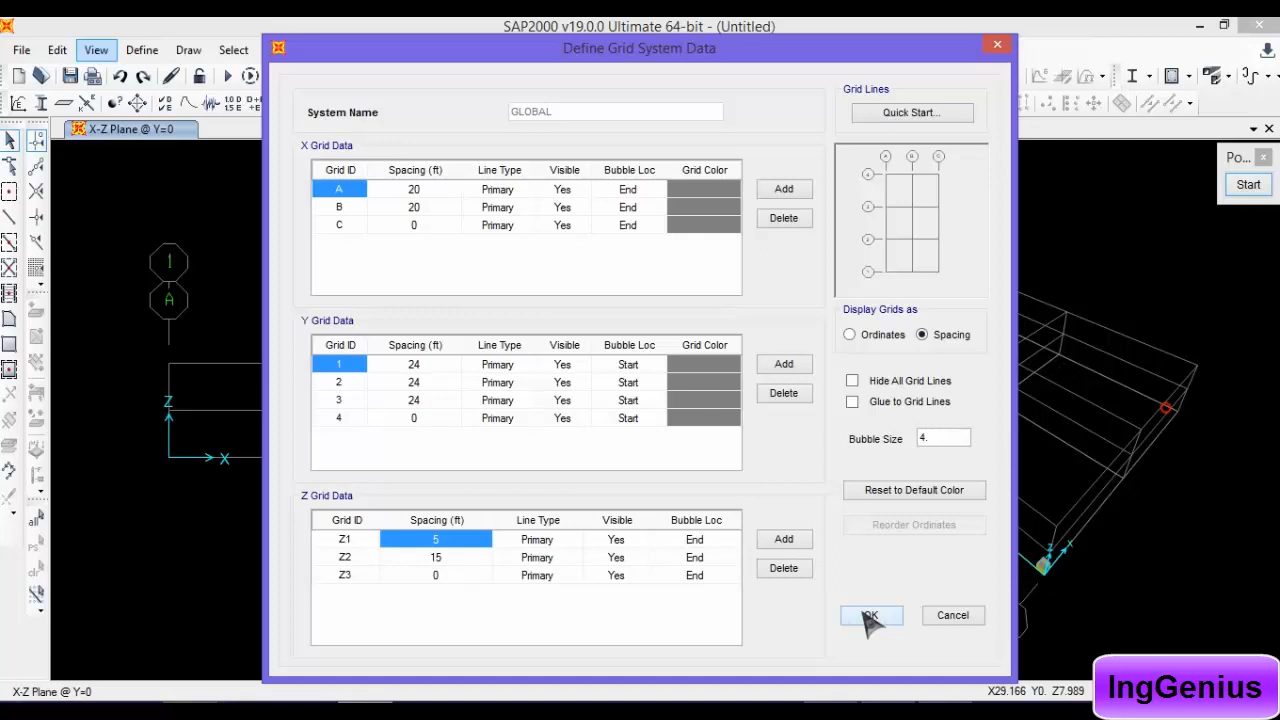 SAP2000 v19.0.0 Ultimate 64-bit - (Untitled)
File Edit View Define Draw Select
Define Grid System Data
X-Z Plane @ Y=0
System Name GLOBAL
X Grid Data
Grid ID Spacing (ft) Line Type Visible Bubble Loc Grid Color
A 20 Primary Yes End
B 20 Primary Yes End
C 0 Primary Yes End
Add
Delete
Y Grid Data
Grid ID Spacing (ft) Line Type Visible Bubble Loc Grid Color
1 24 Primary Yes Start
2 24 Primary Yes Start
3 24 Primary Yes Start
4 0 Primary Yes Start
Add
Delete
Z Grid Data
Grid ID Spacing (ft) Line Type Visible Bubble Loc
Z1 5 Primary Yes End
Z2 15 Primary Yes End
Z3 0 Primary Yes End
Add
Delete
Grid Lines
Quick Start...
Display Grids as
Ordinates Spacing
Hide All Grid Lines
Glue to Grid Lines
Bubble Size 4.
Reset to Default Color
Reorder Ordinates
OK Cancel
Po...
Start
1
A
Z
X
Z
X
all
PS
clr
X-Z Plane @ Y=0
X29.166 Y0. Z7.989
IngGenius